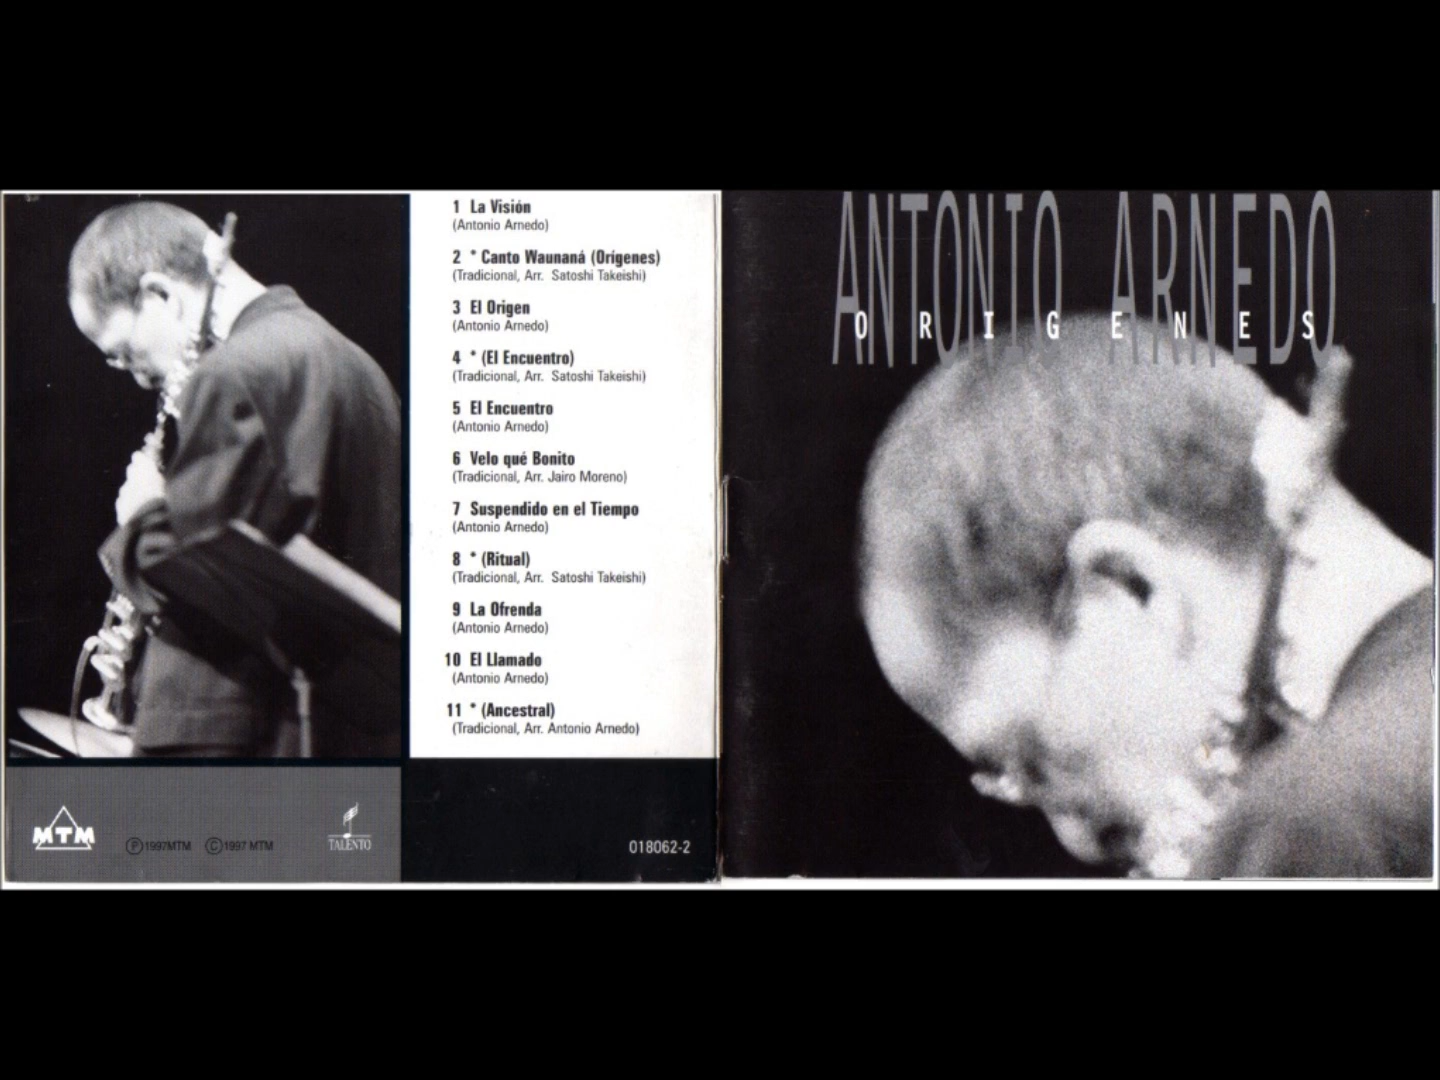 1 La Visión
(Antonio Arnedo)
2 * Canto Waunaná (Orígenes)
(Tradicional, Arr. Satoshi Takeishi)
3 El Origen
(Antonio Arnedo)
4 * (El Encuentro)
(Tradicional, Arr. Satoshi Takeishi)
5 El Encuentro
(Antonio Arnedo)
6 Velo qué Bonito
(Tradicional, Arr. Jairo Moreno)
7 Suspendido en el Tiempo
(Antonio Arnedo)
8 * (Ritual)
(Tradicional, Arr. Satoshi Takeishi)
9 La Ofrenda
(Antonio Arnedo)
10 El Llamado
(Antonio Arnedo)
11 * (Ancestral)
(Tradicional, Arr. Antonio Arnedo)
MTM
Ⓟ1997MTM Ⓒ1997 MTM
TALENTO
018062-2
ANTONIO ARNEDO
ORIGENES